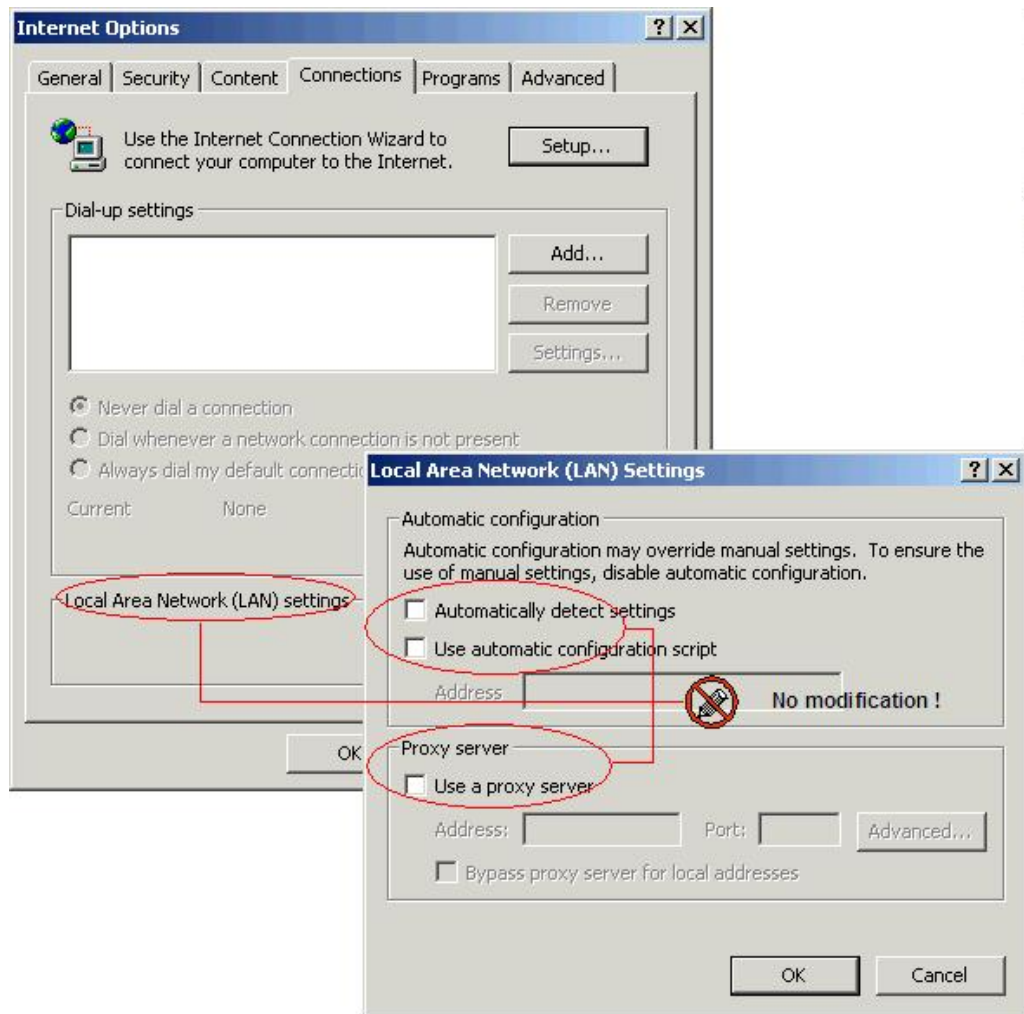 Internet Options
General Security Content Connections Programs Advanced
Use the Internet Connection Wizard to
connect your computer to the Internet.
Setup...
Dial-up settings
Add...
Remove
Settings...
Never dial a connection
Dial whenever a network connection is not present
Always dial my default
Current None
Local Area Network (LAN) settings
OK
Local Area Network (LAN) Settings
Automatic configuration
Automatic configuration may override manual settings. To ensure the
use of manual settings, disable automatic configuration.
Automatically detect settings
Use automatic configuration script
Address
No modification !
Proxy server
Use a proxy server
Address: Port: Advanced...
Bypass proxy server for local addresses
OK Cancel